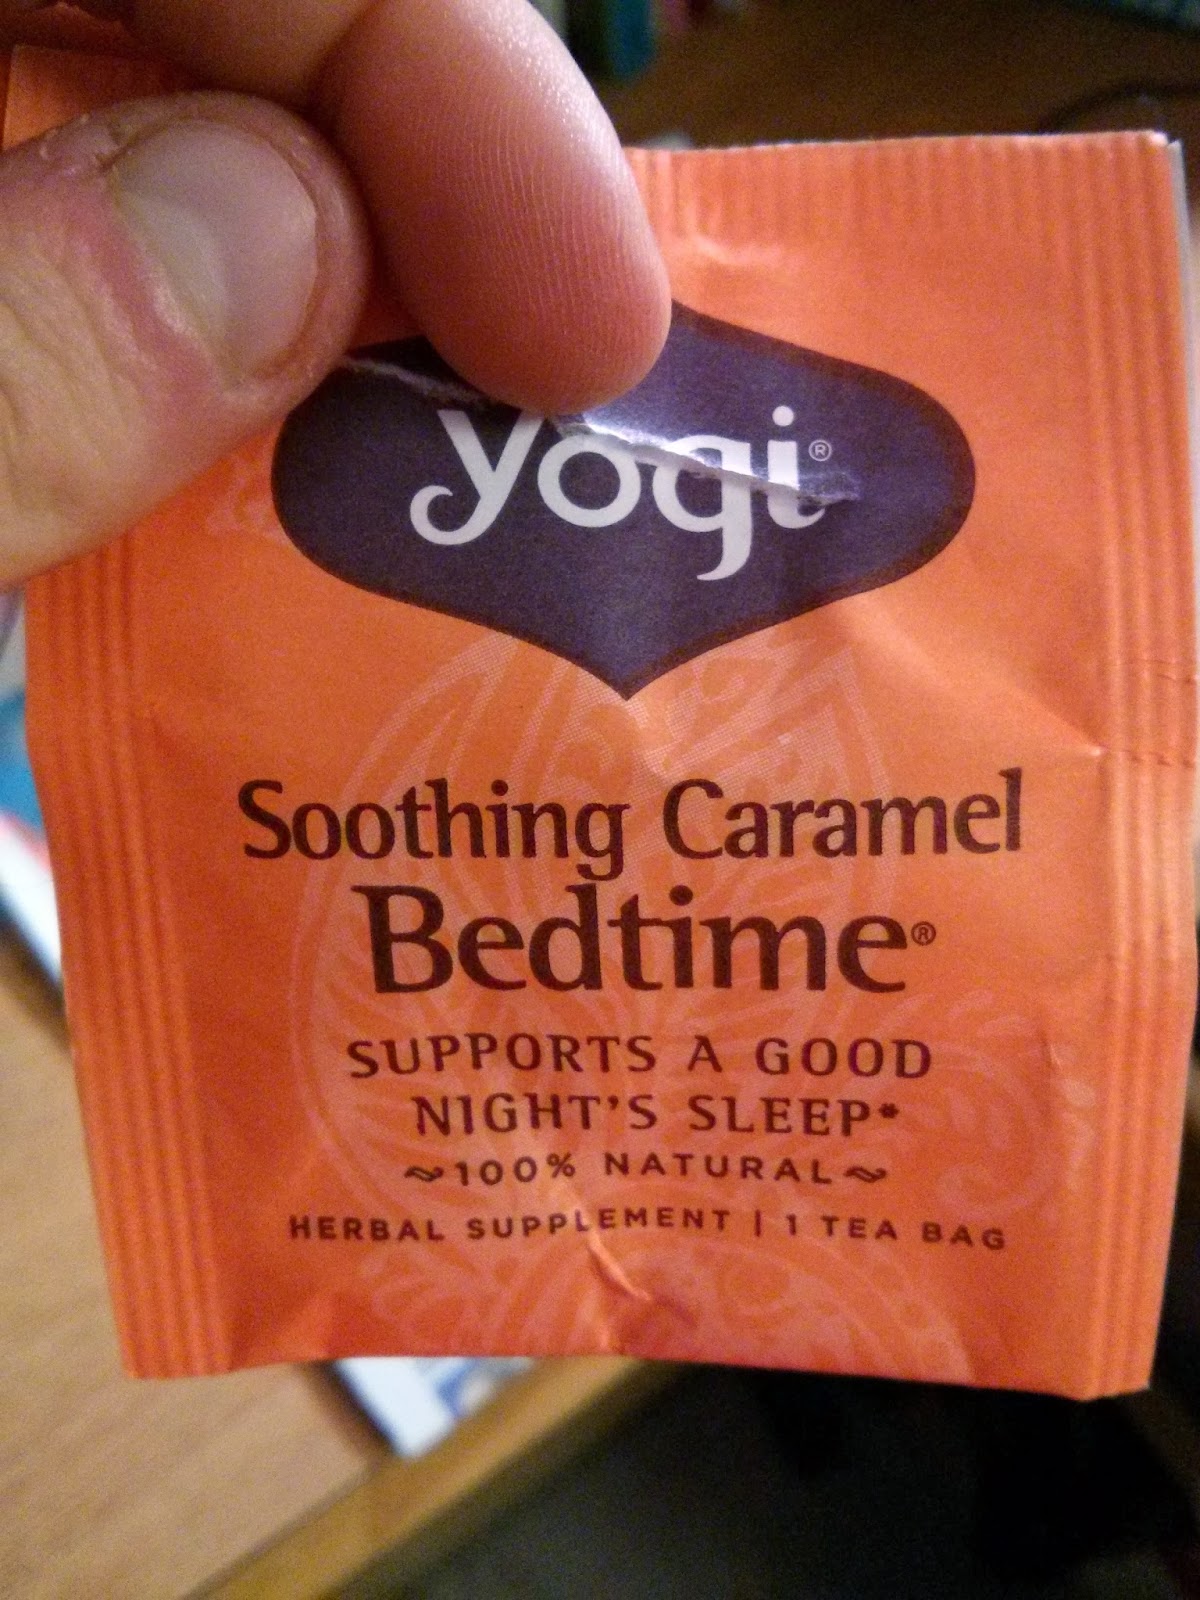 yogi®
Soothing Caramel
Bedtime®
SUPPORTS A GOOD
NIGHT'S SLEEP*
~100% NATURAL~
HERBAL SUPPLEMENT | 1 TEA BAG